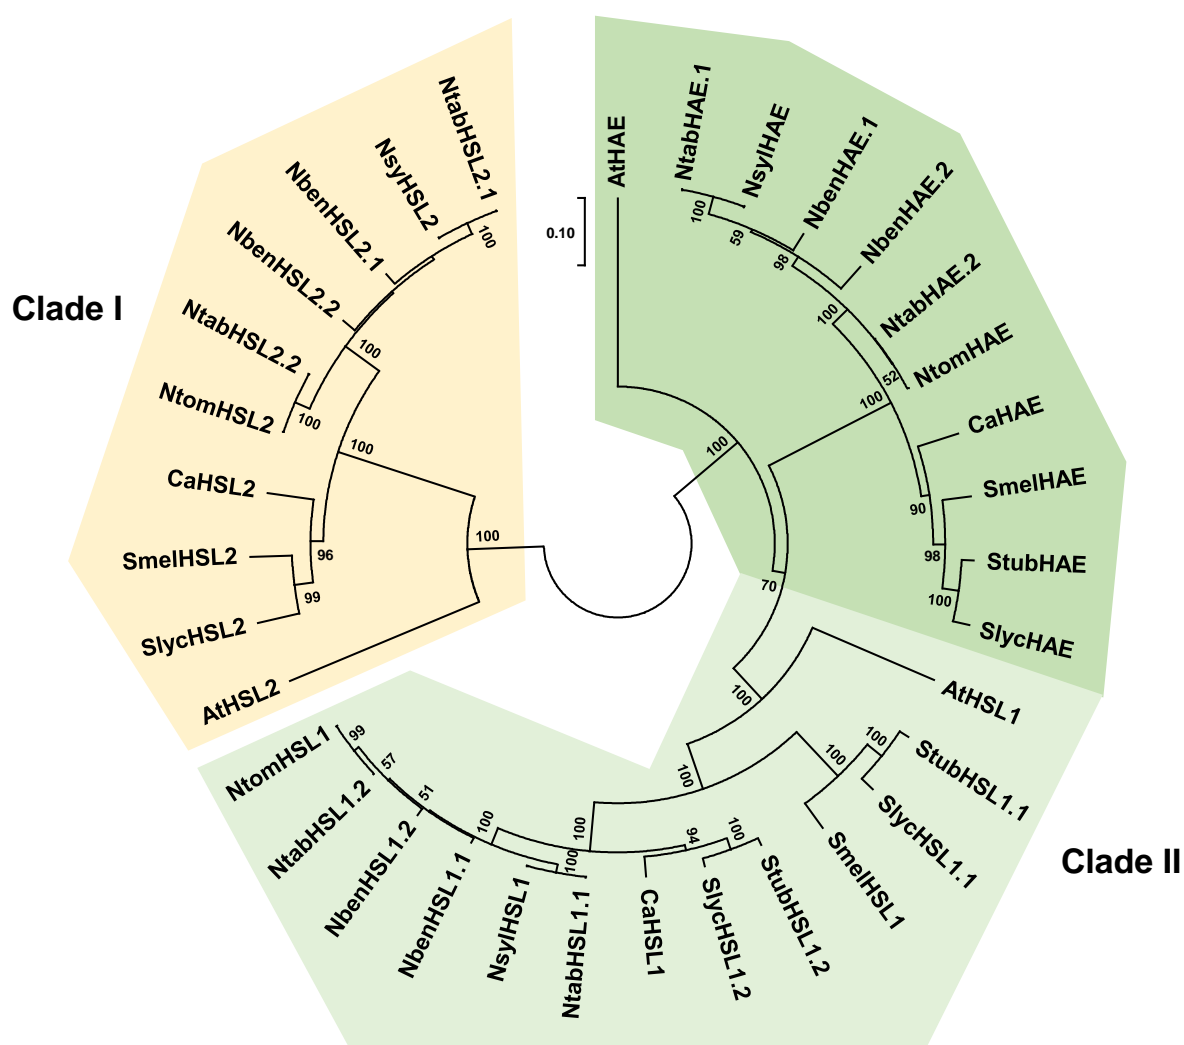 Clade I
NtabHSL2.1
NsyHSL2
NbenHSL2.1
NbenHSL2.2
NtabHSL2.2
NtomHSL2
CaHSL2
SmelHSL2
SlycHSL2
AtHSL2
100
100
100
100
96
99
100
0.10
AtHAE
NtabHAE.1
NsylHAE
NbenHAE.1
NbenHAE.2
NtabHAE.2
NtomHAE
CaHAE
SmelHAE
StubHAE
SlycHAE
100
59
98
100
52
100
90
98
100
100
70
Clade II
AtHSL1
StubHSL1.1
SlycHSL1.1
SmelHSL1
StubHSL1.2
SlycHSL1.2
CaHSL1
NtabHSL1.1
NsylHSL1
NbenHSL1.1
NbenHSL1.2
NtabHSL1.2
NtomHSL1
100
100
100
100
100
94
100
100
100
51
57
99